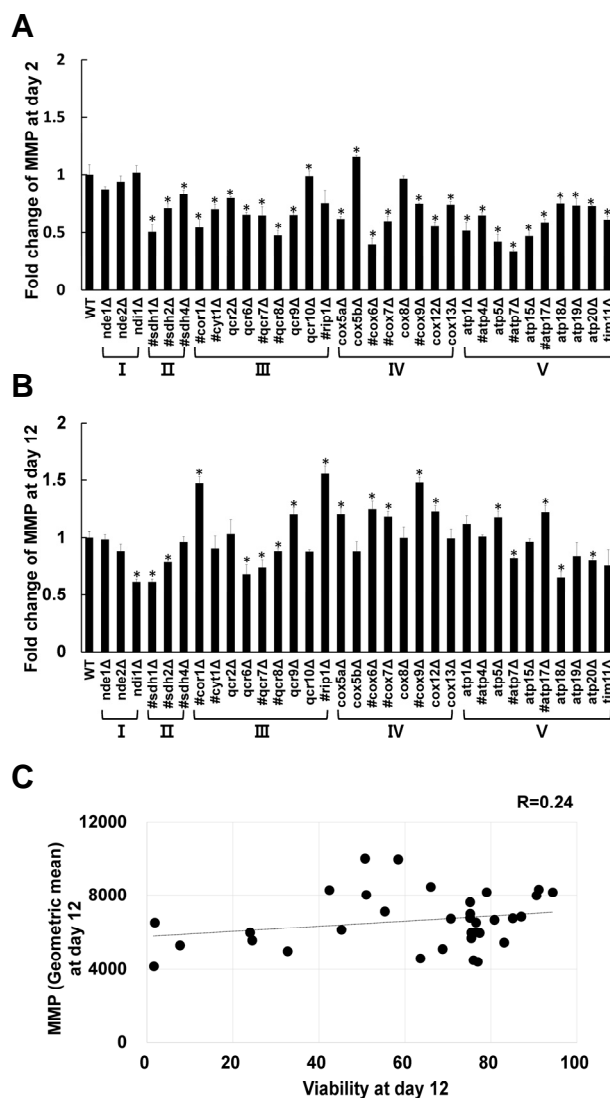 A
Fold change of MMP at day 2
2
1.5
1
0.5
0
* * * * * * * * * * * * * * * * * * * * * * * * * * *
WT nde1Δ nde2Δ ndi1Δ #sdh1Δ #sdh2Δ #sdh4Δ #cor1Δ #cyt1Δ qcr2Δ qcr6Δ #qcr7Δ #qcr8Δ qcr9Δ qcr10Δ #rip1Δ cox5aΔ cox5bΔ #cox6Δ #cox7Δ cox8Δ #cox9Δ cox12Δ cox13Δ atp1Δ #atp4Δ atp5Δ #atp7Δ atp15Δ #atp17Δ atp18Δ atp19Δ atp20Δ tim11Δ
I II III IV V
B
Fold change of MMP at day 12
2
1.5
1
0.5
0
* * * * * * * * * * * * * * * * * * *
WT nde1Δ nde2Δ ndi1Δ #sdh1Δ #sdh2Δ #sdh4Δ #cor1Δ #cyt1Δ qcr2Δ qcr6Δ #qcr7Δ #qcr8Δ qcr9Δ qcr10Δ #rip1Δ cox5aΔ cox5bΔ #cox6Δ #cox7Δ cox8Δ #cox9Δ cox12Δ cox13Δ atp1Δ #atp4Δ atp5Δ #atp7Δ atp15Δ #atp17Δ atp18Δ atp19Δ atp20Δ tim11Δ
I II III IV V
C
R=0.24
MMP (Geometric mean)
at day 12
12000
8000
4000
0
0 20 40 60 80 100
Viability at day 12